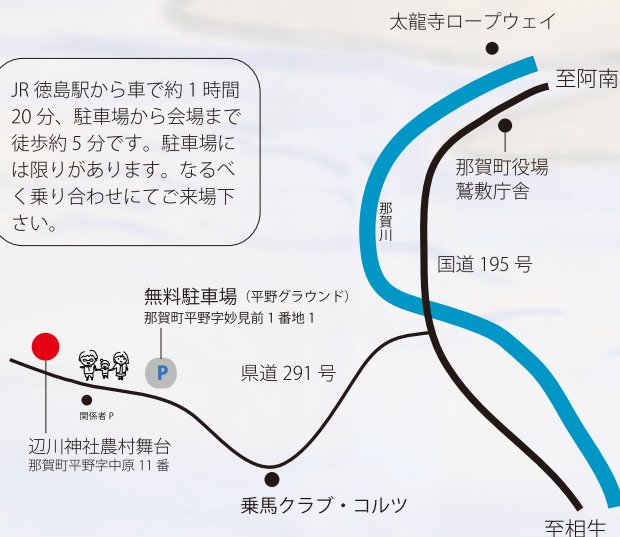 太龍寺ロープウェイ
至阿南
JR 徳島駅から車で約 1 時間
20 分、駐車場から会場まで
徒歩約 5 分です。駐車場に
は限りがあります。なるべ
く乗り合わせにてご来場下
さい。
那賀町役場
鷲敷庁舎
那賀川
国道 195 号
無料駐車場（平野グラウンド）
那賀町平野字妙見前 1 番地 1
P
県道 291 号
関係者 P
辺川神社農村舞台
那賀町平野字中原 11 番
乗馬クラブ・コルツ
至相生